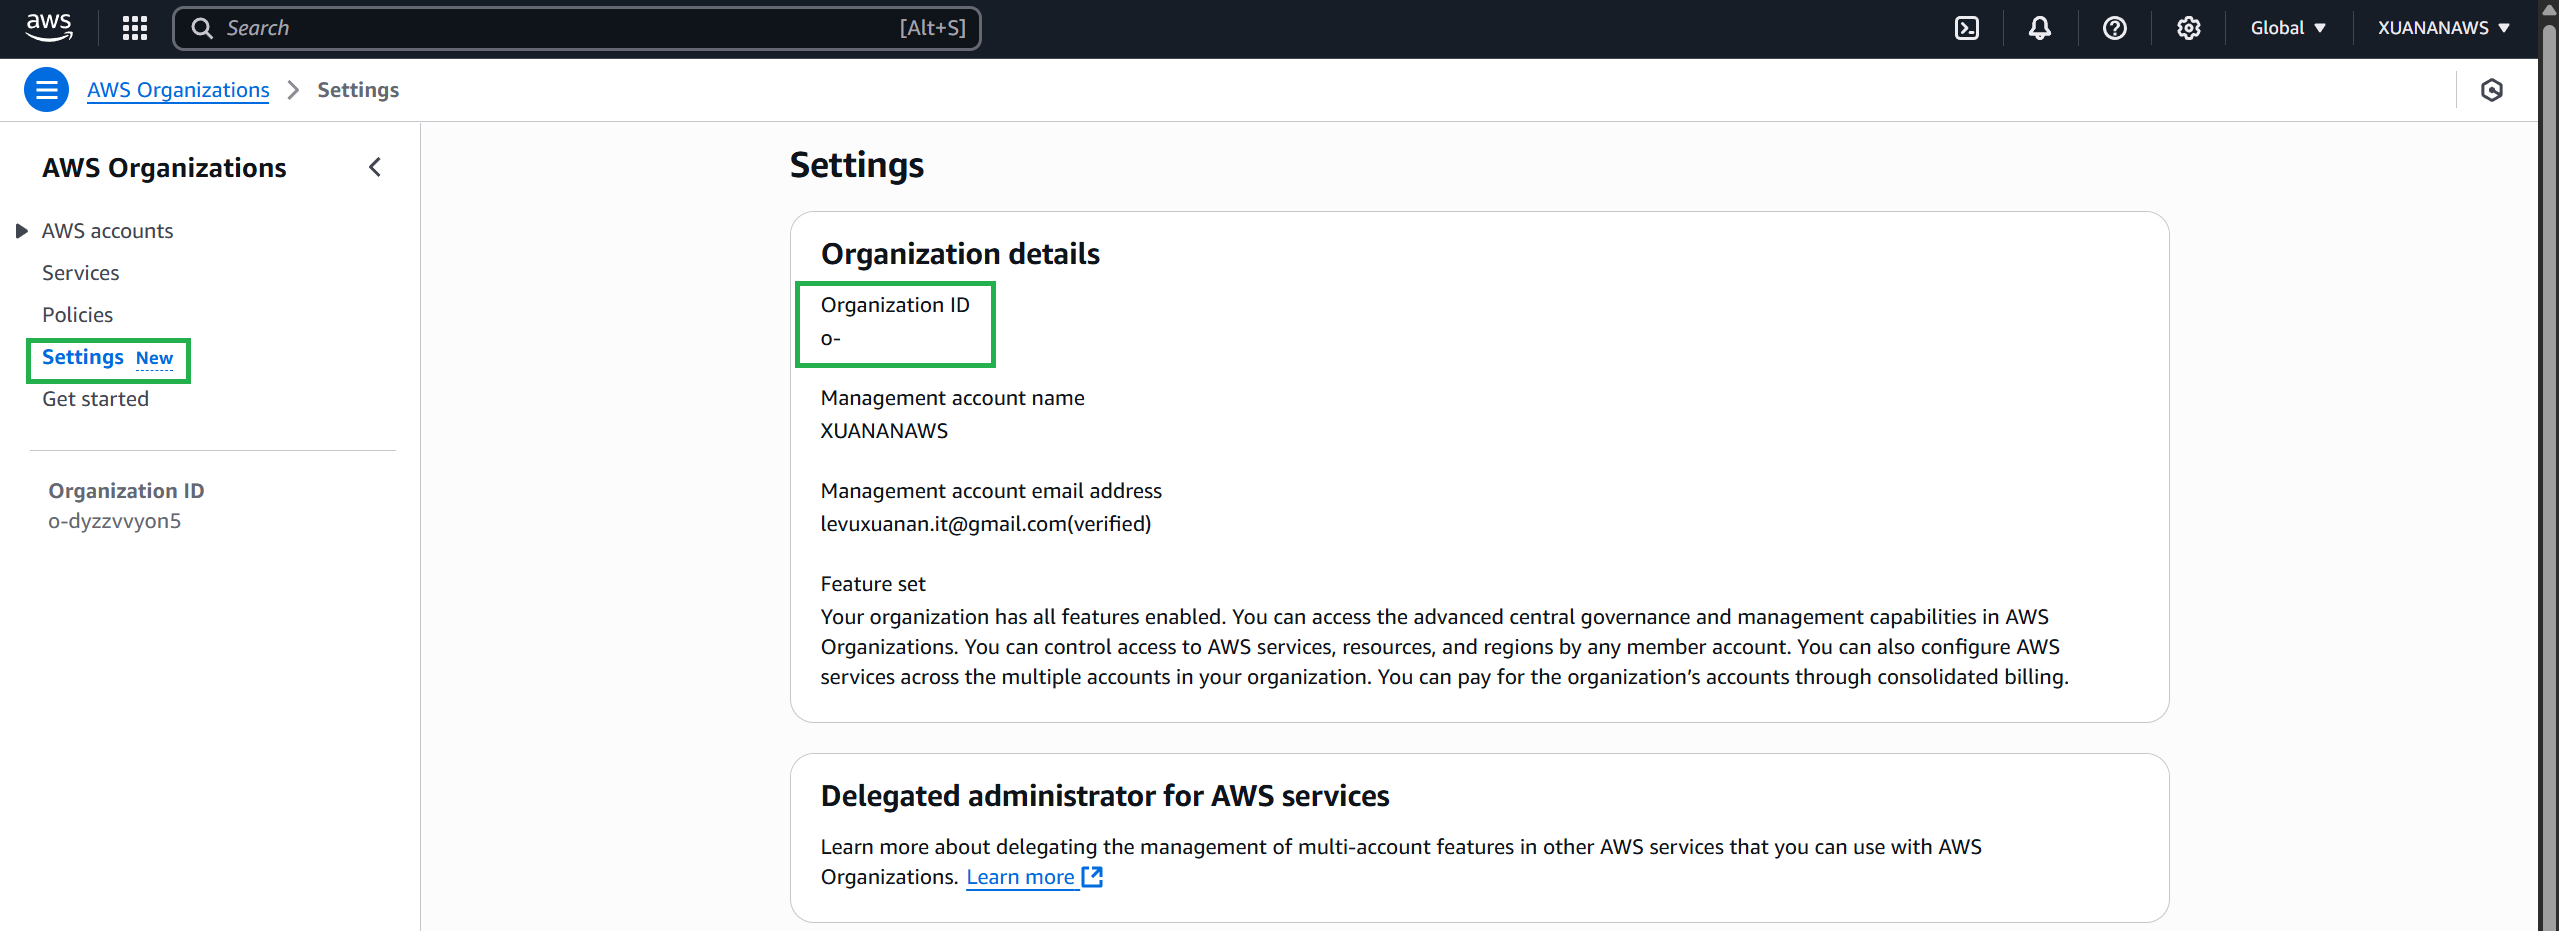 aws
Search [Alt+S]
Global
XUANANAWS
AWS Organizations
Settings
AWS Organizations
AWS accounts
Services
Policies
Settings New
Get started
Organization ID
o-dyzzvvyon5
Settings
Organization details
Organization ID
o-
Management account name
XUANANAWS
Management account email address
levuxuanan.it@gmail.com(verified)
Feature set
Your organization has all features enabled. You can access the advanced central governance and management capabilities in AWS
Organizations. You can control access to AWS services, resources, and regions by any member account. You can also configure AWS
services across the multiple accounts in your organization. You can pay for the organization’s accounts through consolidated billing.
Delegated administrator for AWS services
Learn more about delegating the management of multi-account features in other AWS services that you can use with AWS
Organizations. Learn more